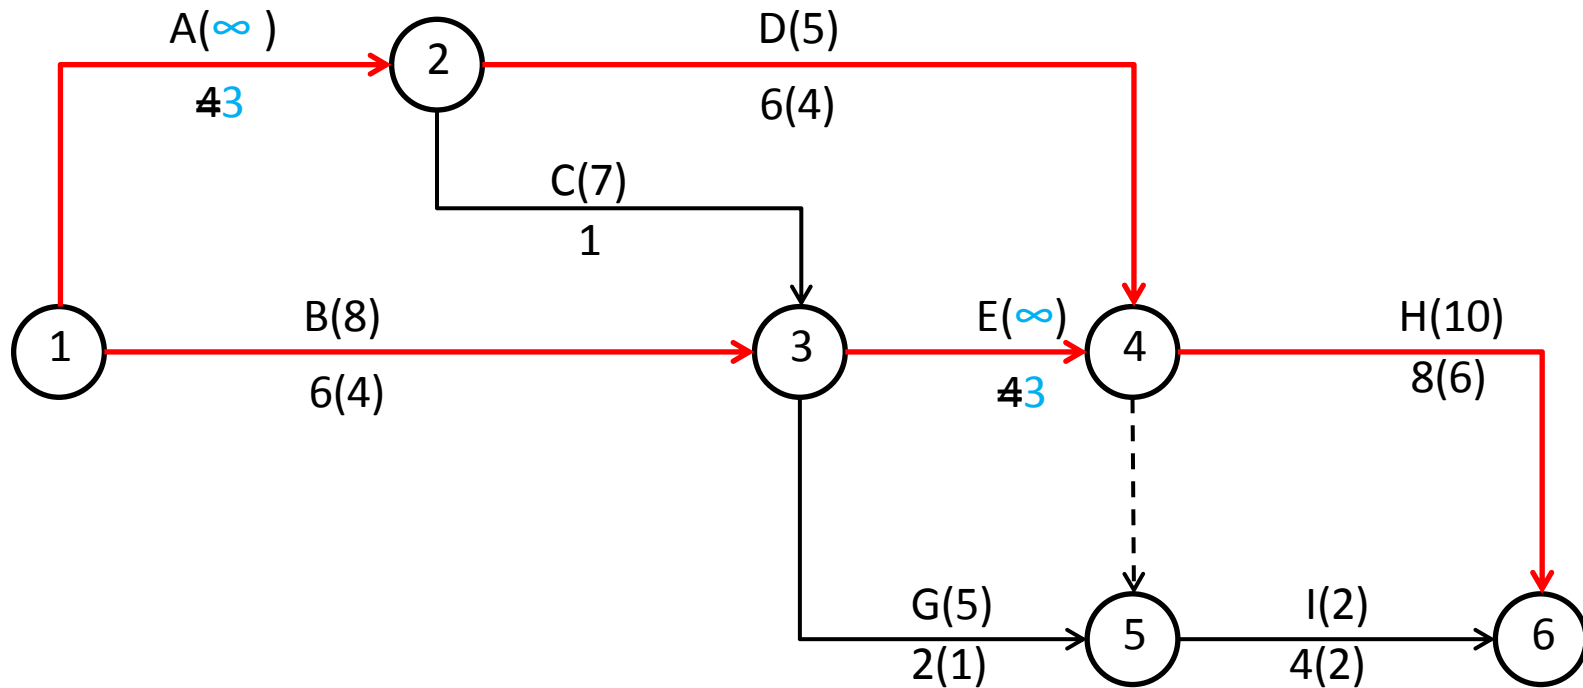 A(∞ )
2
D(5)
43
6(4)
C(7)
1
B(8)
E(∞)
H(10)
1
3
4
6(4)
43
8(6)
G(5)
I(2)
5
6
2(1)
4(2)